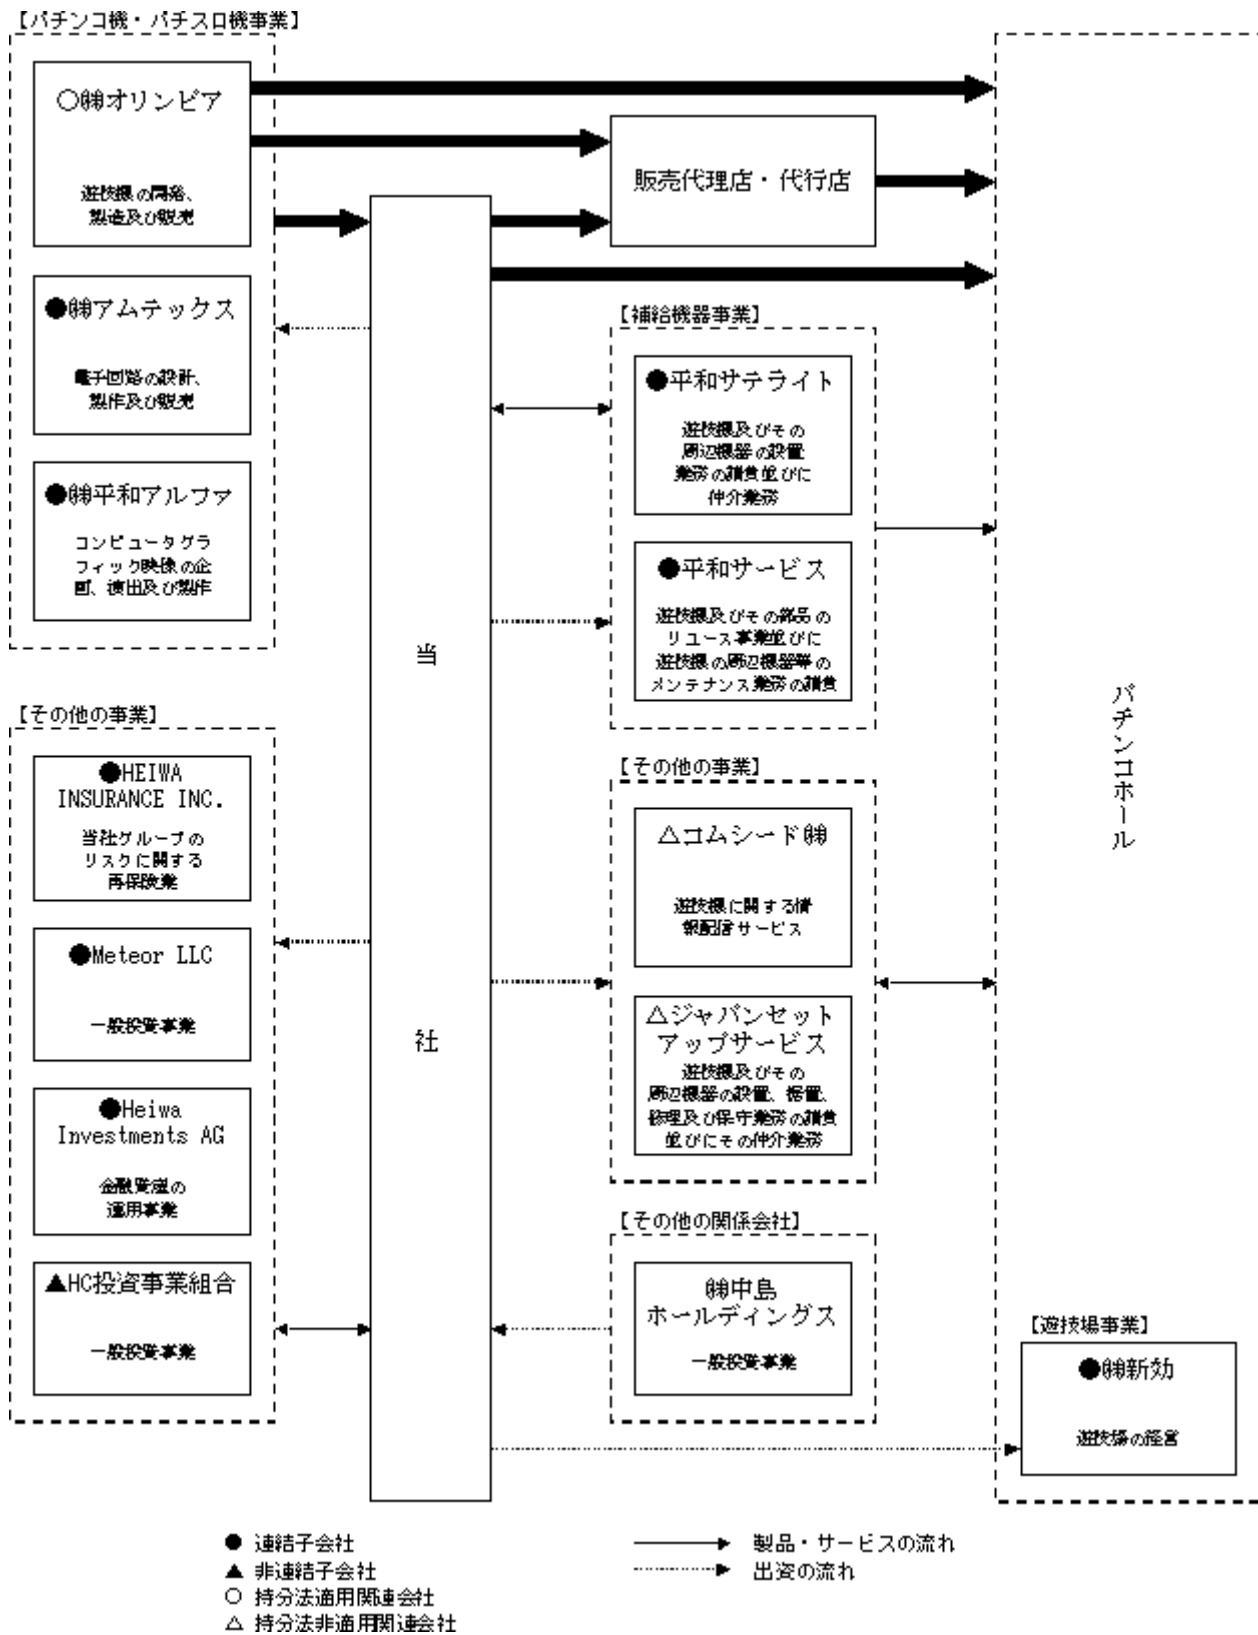 【パチンコ機・パチスロ機事業】
○㈱オリンピア
遊技機の開発、
製造及び販売
●㈱アムテックス
電子回路の設計、
製作及び販売
●㈱平和アルファ
コンピュータグラ
フィック映像の企
画、演出及び製作
販売代理店・代行店
【補給機器事業】
●平和サテライト
遊技機及びその
周辺機器の設置
業務の請負並びに
仲介業務
●平和サービス
遊技機及びその部品の
リユース事業並びに
遊技機の周辺機器等の
メンテナンス業務の請負
当
社
パチンコホール
【その他の事業】
●HEIWA
INSURANCE INC.
当社グループの
リスクに関する
再保険業
●Meteor LLC
一般投資事業
●Heiwa
Investments AG
金融資産の
運用事業
▲HC投資事業組合
一般投資事業
【その他の事業】
△コムシード㈱
遊技機に関する情
報配信サービス
△ジャパンセット
アップサービス
遊技機及びその
周辺機器の設置、据置、
修理及び保守業務の請負
並びにその仲介業務
【その他の関係会社】
㈱中島
ホールディングス
一般投資事業
【遊技場事業】
●㈱新効
遊技場の経営
● 連結子会社
▲ 非連結子会社
○ 持分法適用関連会社
△ 持分法非適用関連会社
製品・サービスの流れ
出資の流れ